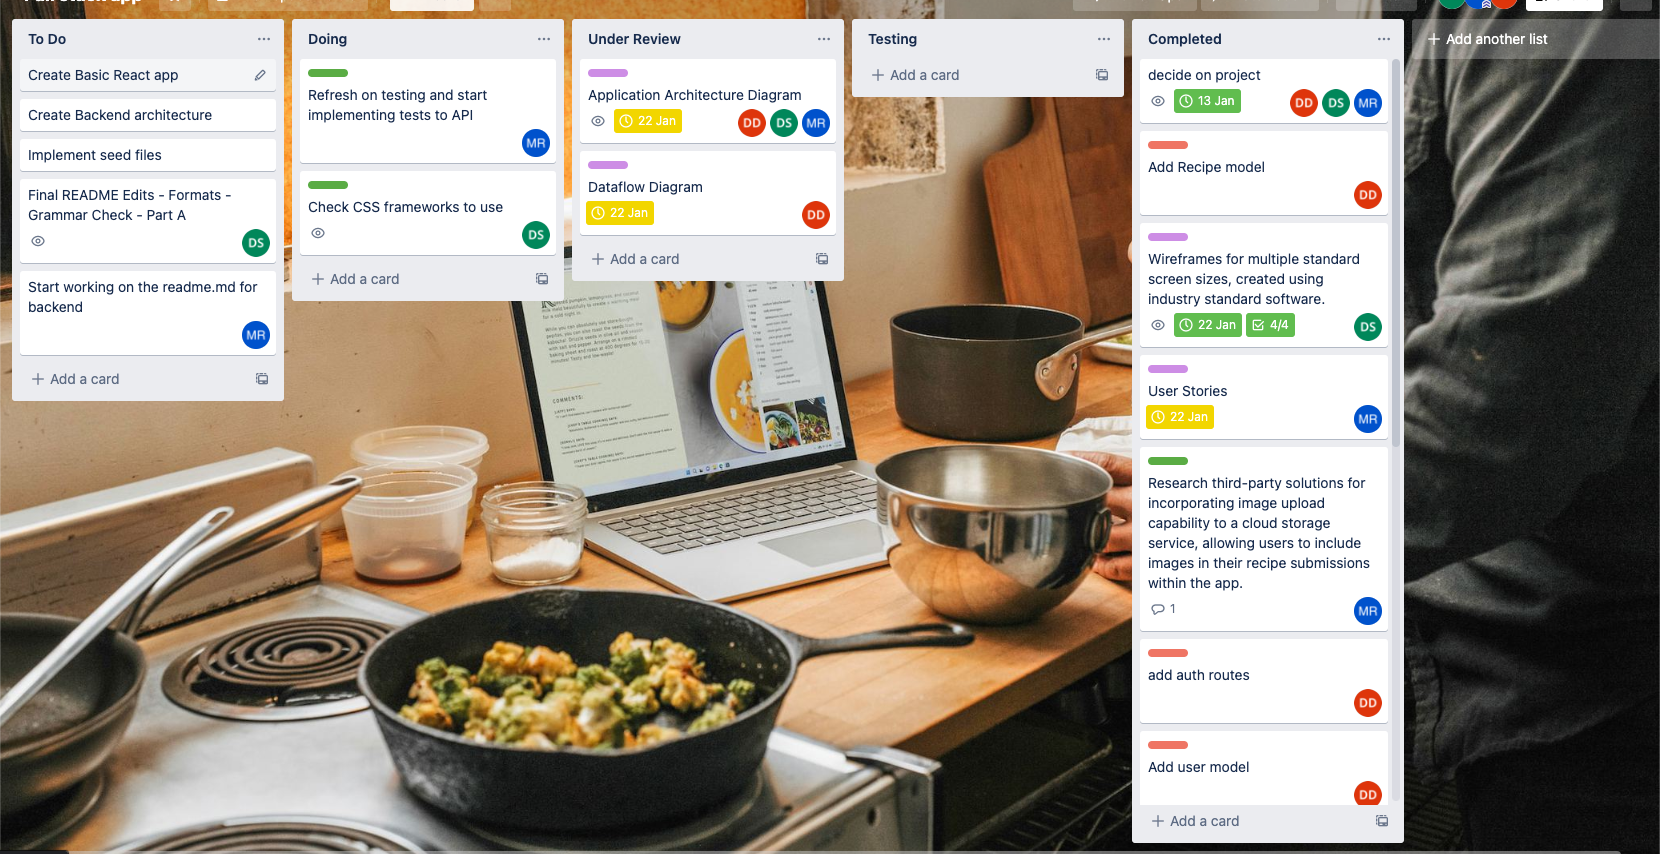 To Do
Create Basic React app
Create Backend architecture
Implement seed files
Final README Edits - Formats -
Grammar Check - Part A
DS
Start working on the readme.md for
backend
MR
Add a card
Doing
Refresh on testing and start
implementing tests to API
MR
Check CSS frameworks to use
DS
Add a card
Under Review
Application Architecture Diagram
22 Jan
DD DS MR
Dataflow Diagram
22 Jan
DD
Add a card
Testing
Add a card
Completed
decide on project
13 Jan
DD DS MR
Add Recipe model
DD
Wireframes for multiple standard
screen sizes, created using
industry standard software.
22 Jan 4/4
DS
User Stories
22 Jan
MR
Research third-party solutions for
incorporating image upload
capability to a cloud storage
service, allowing users to include
images in their recipe submissions
within the app.
1
MR
add auth routes
DD
Add user model
DD
Add a card
Add another list
COMMENTS: